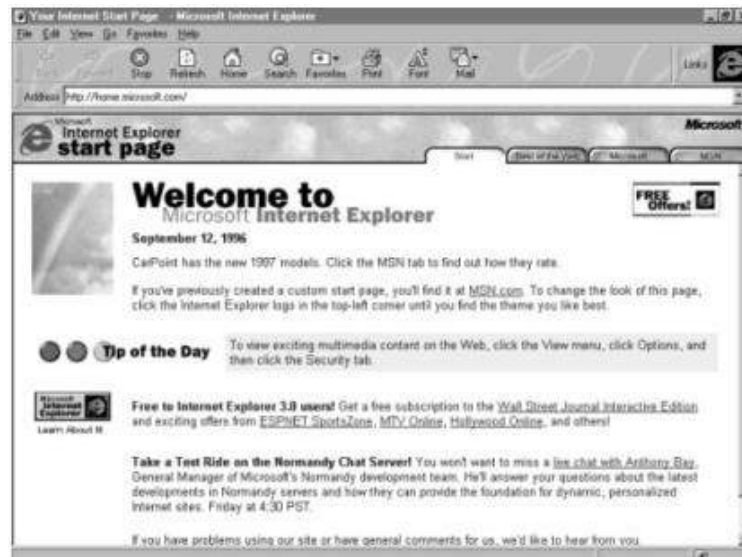 Your Internet Start Page - Microsoft Internet Explorer
File Edit View Go Favorites Help
Stop Refresh Home Search Favorites Print Font Mail
Links
Address http://home.microsoft.com/
Microsoft
Internet Explorer
start page
Microsoft
Start Best of the Web Microsoft MSN
Welcome to
Microsoft Internet Explorer
FREE
Offers!
September 12, 1996
CarPoint has the new 1997 models. Click the MSN tab to find out how they rate.
If you've previously created a custom start page, you'll find it at MSN.com. To change the look of this page,
click the Internet Explorer logo in the top-left corner until you find the theme you like best.
Tip of the Day
To view exciting multimedia content on the Web, click the View menu, click Options, and
then click the Security tab.
Microsoft
Internet
Explorer
Learn About It
Free to Internet Explorer 3.0 users! Get a free subscription to the Wall Street Journal Interactive Edition
and exciting offers from ESPNET SportsZone, MTV Online, Hollywood Online, and others!
Take a Test Ride on the Normandy Chat Server! You won't want to miss a live chat with Anthony Bay,
General Manager of Microsoft's Normandy development team. He'll answer your questions about the latest
developments in Normandy servers and how they can provide the foundation for dynamic, personalized
Internet sites. Friday at 4:30 PST.
If you have problems using our site or have general comments for us, we'd like to hear from you